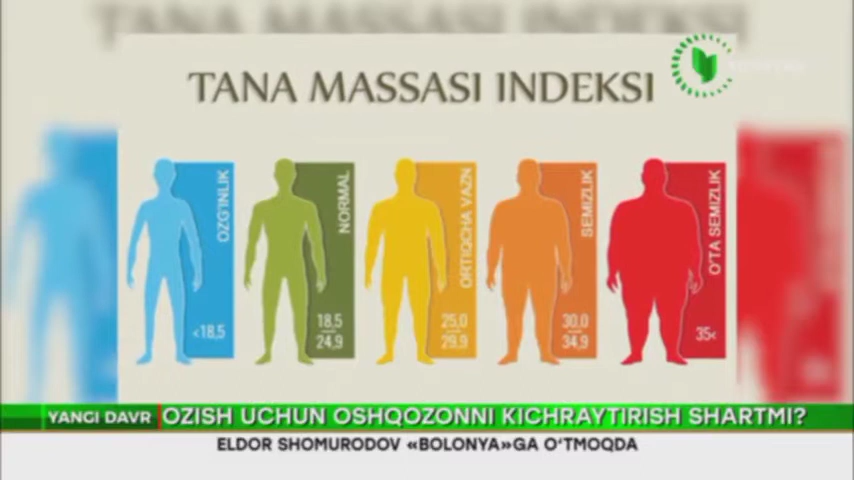 TANA MASSASI INDEKSI
OZG'INLIK
<18,5
NORMAL
18,5
24,9
ORTIQCHA VAZN
25,0
29,9
SEMIZLIK
30,0
34,9
O'TA SEMIZLIK
35<
YANGI DAVR OZISH UCHUN OSHQOZONNI KICHRAYTIRISH SHARTMI?
ELDOR SHOMURODOV «BOLONYA»GA O‘TMOQDA